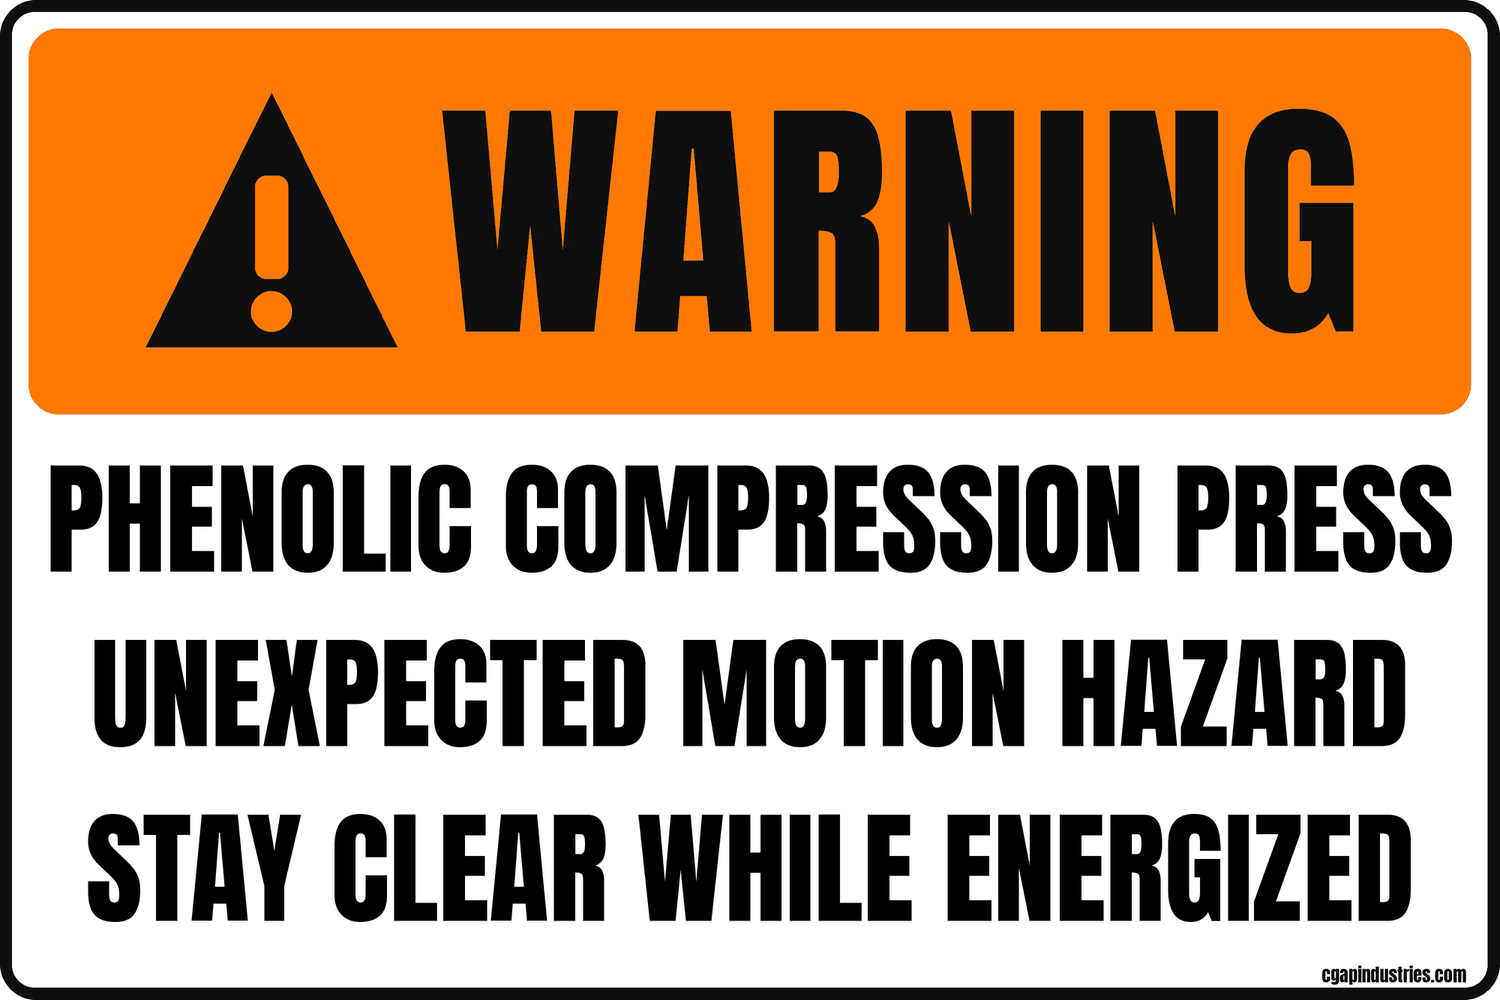 WARNING
PHENOLIC COMPRESSION PRESS
UNEXPECTED MOTION HAZARD
STAY CLEAR WHILE ENERGIZED
cgapindustries.com